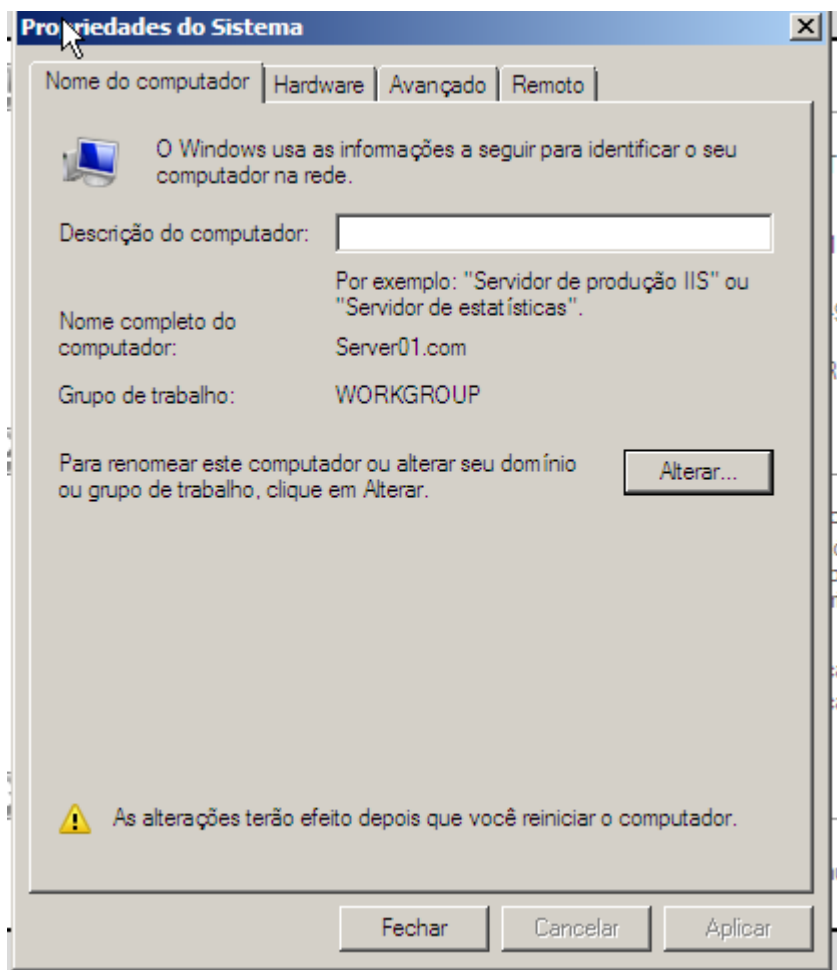 Propriedades do Sistema
Nome do computador
Hardware
Avançado
Remoto
O Windows usa as informações a seguir para identificar o seu
computador na rede.
Descrição do computador:
Por exemplo: "Servidor de produção IIS" ou
"Servidor de estatísticas".
Nome completo do
computador:
Server01.com
Grupo de trabalho:
WORKGROUP
Para renomear este computador ou alterar seu domínio
ou grupo de trabalho, clique em Alterar.
Alterar...
As alterações terão efeito depois que você reiniciar o computador.
Fechar
Cancelar
Aplicar